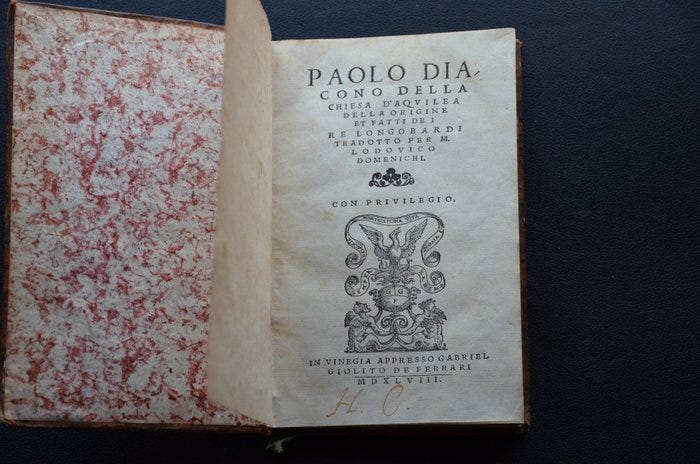 PAOLO DIA,
CONO DELLA
CHIESA D'AQVILEA
DELLA ORIGINE
ET FATTI DE I
RE LONGOBARDI
TRADOTTO PER M.
LODOVICO
DOMENICHI.
CON PRIVILEGIO.
G G
F
IN VINEGIA APPRESSO GABRIEL
GIOLITO DE FERRARI
MDXLVIII.
H. C.